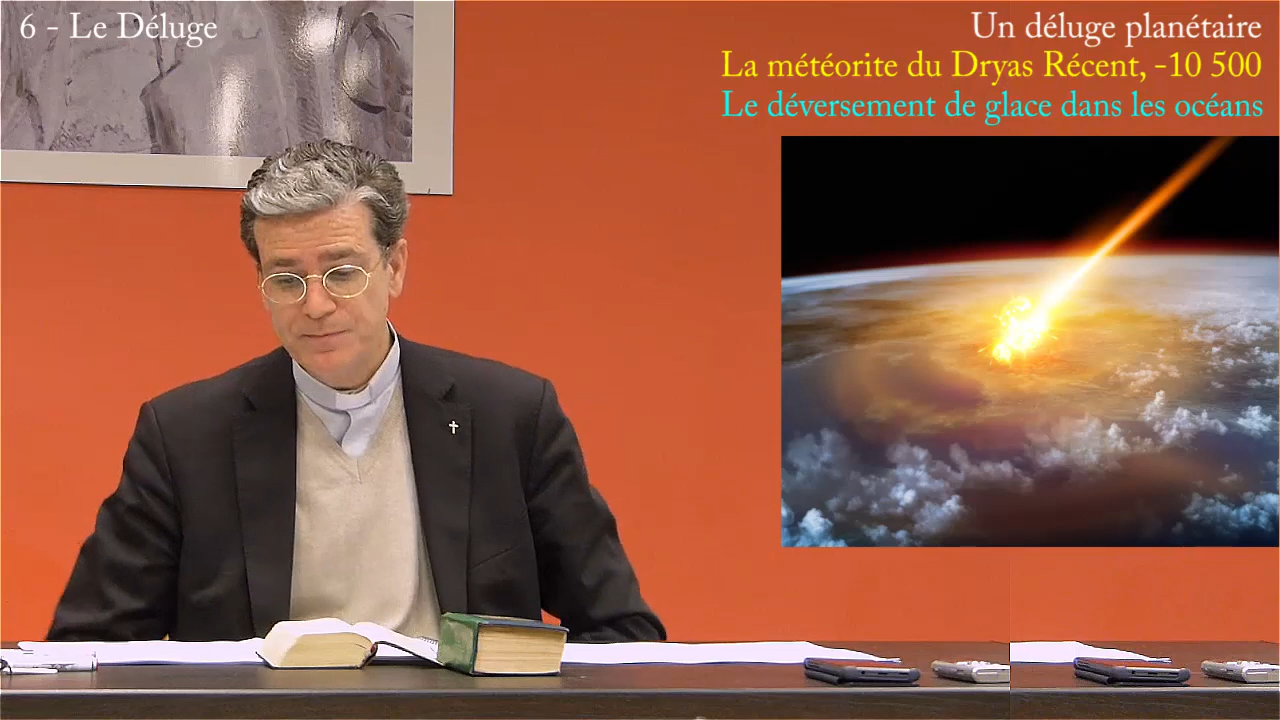 6 - Le Déluge
Un déluge planétaire
La météorite du Dryas Récent, -10 500
Le déversement de glace dans les océans